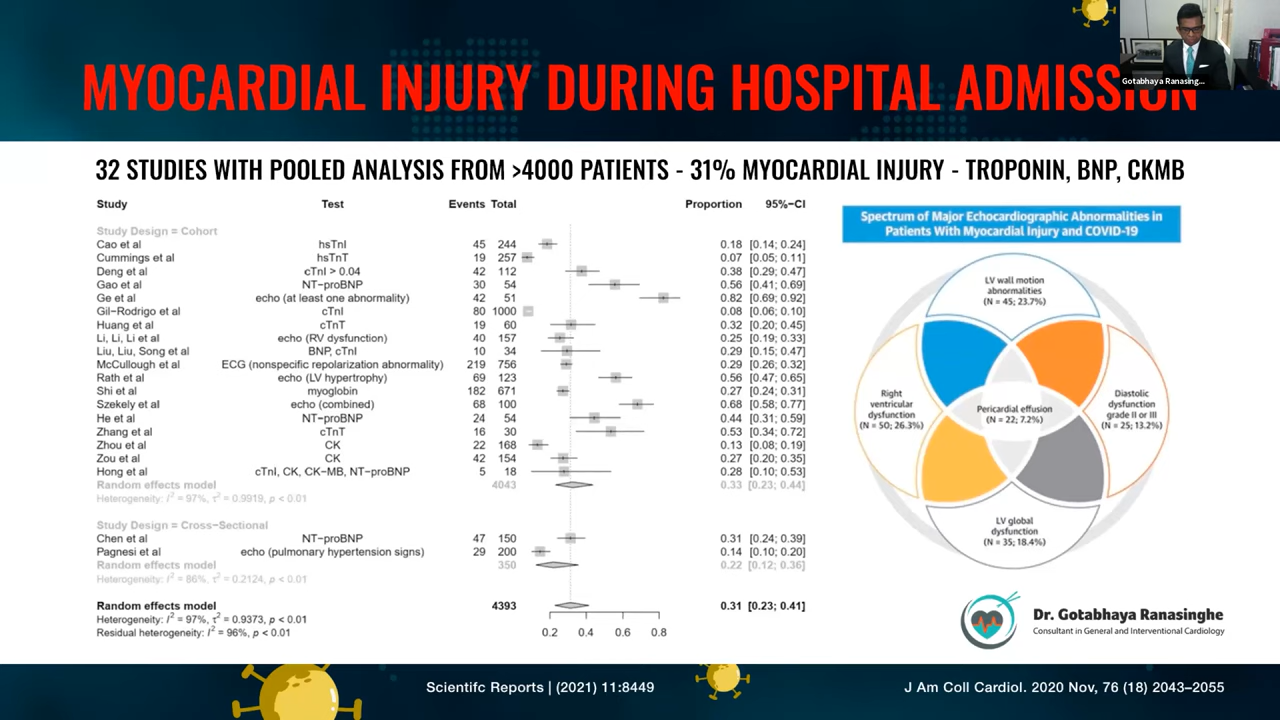 MYOCARDIAL INJURY DURING HOSPITAL ADMISSION
Gotabhaya Ranasing...
32 STUDIES WITH POOLED ANALYSIS FROM >4000 PATIENTS - 31% MYOCARDIAL INJURY - TROPONIN, BNP, CKMB
Study Test Events Total Proportion 95%−CI
Study Design = Cohort
Cao et al hsTnI 45 244 0.18 [0.14; 0.24]
Cummings et al hsTnT 19 257 0.07 [0.05; 0.11]
Deng et al cTnI > 0.04 42 112 0.38 [0.29; 0.47]
Gao et al NT−proBNP 30 54 0.56 [0.41; 0.69]
Ge et al echo (at least one abnormality) 42 51 0.82 [0.69; 0.92]
Gil−Rodrigo et al cTnI 80 1000 0.08 [0.06; 0.10]
Huang et al cTnT 19 60 0.32 [0.20; 0.45]
Li, Li, Li et al echo (RV dysfunction) 40 157 0.25 [0.19; 0.33]
Liu, Liu, Song et al BNP, cTnI 10 34 0.29 [0.15; 0.47]
McCullough et al ECG (nonspecific repolarization abnormality) 219 756 0.29 [0.26; 0.32]
Rath et al echo (LV hypertrophy) 69 123 0.56 [0.47; 0.65]
Shi et al myoglobin 182 671 0.27 [0.24; 0.31]
Szekely et al echo (combined) 68 100 0.68 [0.58; 0.77]
He et al NT−proBNP 24 54 0.44 [0.31; 0.59]
Zhang et al cTnT 16 30 0.53 [0.34; 0.72]
Zhou et al CK 22 168 0.13 [0.08; 0.19]
Zou et al CK 42 154 0.27 [0.20; 0.35]
Hong et al cTnI, CK, CK−MB, NT−proBNP 5 18 0.28 [0.10; 0.53]
Random effects model 4043 0.33 [0.23; 0.44]
Heterogeneity: I² = 97%, τ² = 0.9919, p < 0.01
Study Design = Cross−Sectional
Chen et al NT−proBNP 47 150 0.31 [0.24; 0.39]
Pagnesi et al echo (pulmonary hypertension signs) 29 200 0.14 [0.10; 0.20]
Random effects model 350 0.22 [0.12; 0.36]
Heterogeneity: I² = 86%, τ² = 0.2124, p < 0.01
Random effects model 4393 0.31 [0.23; 0.41]
Heterogeneity: I² = 97%, τ² = 0.9373, p < 0.01
Residual heterogeneity: I² = 96%, p < 0.01
0.2 0.4 0.6 0.8
Spectrum of Major Echocardiographic Abnormalities in
Patients With Myocardial Injury and COVID-19
LV wall motion
abnormalities
(N = 45; 23.7%)
Right
ventricular
dysfunction
(N = 50; 26.3%)
Pericardial effusion
(N = 22; 7.2%)
Diastolic
dysfunction
grade II or III
(N = 25; 13.2%)
LV global
dysfunction
(N = 35; 18.4%)
Dr. Gotabhaya Ranasinghe
Consultant in General and Interventional Cardiology
Scientifc Reports | (2021) 11:8449
J Am Coll Cardiol. 2020 Nov, 76 (18) 2043–2055